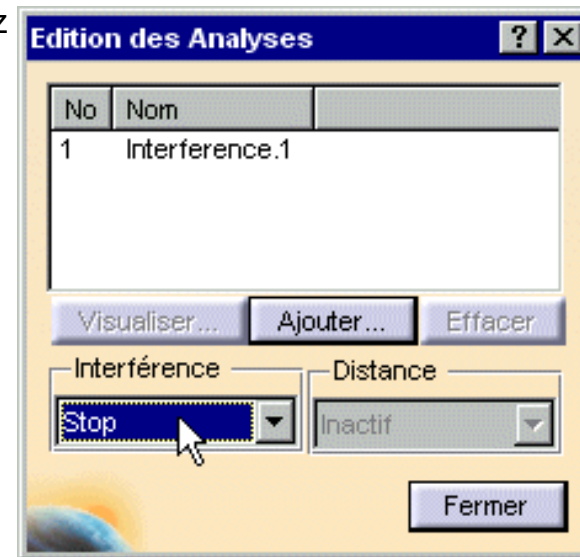 z
Edition des Analyses
No Nom
1 Interference.1
Visualiser... Ajouter... Effacer
Interférence Distance
Stop Inactif
Fermer